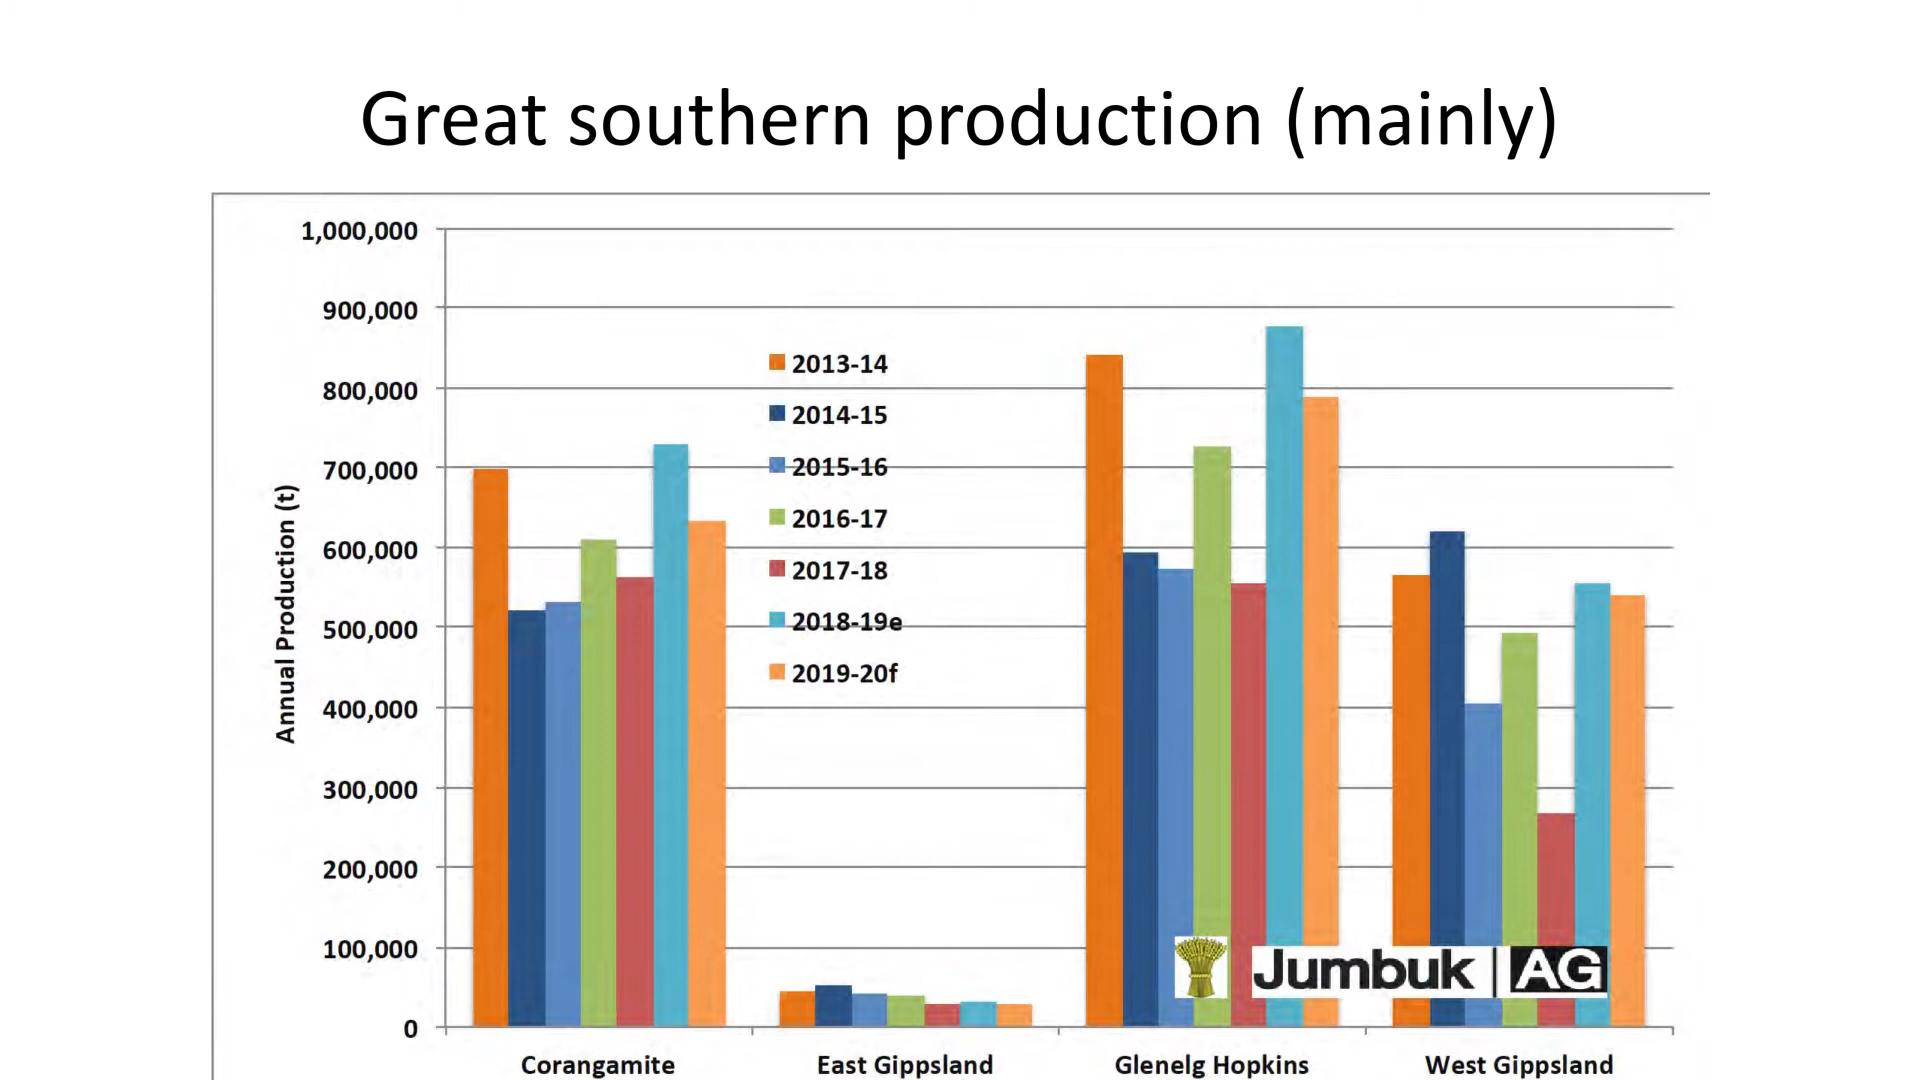 Great southern production (mainly)
1,000,000
900,000
800,000
700,000
600,000
500,000
400,000
300,000
200,000
100,000
0
Annual Production (t)
2013-14
2014-15
2015-16
2016-17
2017-18
2018-19e
2019-20f
Jumbuk | AG
Corangamite
East Gippsland
Glenelg Hopkins
West Gippsland